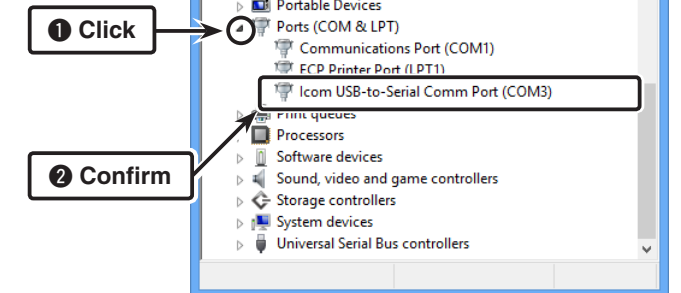 Portable Devices
❶ Click
Ports (COM & LPT)
Communications Port (COM1)
ECP Printer Port (LPT1)
Icom USB-to-Serial Comm Port (COM3)
Print queues
Processors
Software devices
❷ Confirm
Sound, video and game controllers
Storage controllers
System devices
Universal Serial Bus controllers